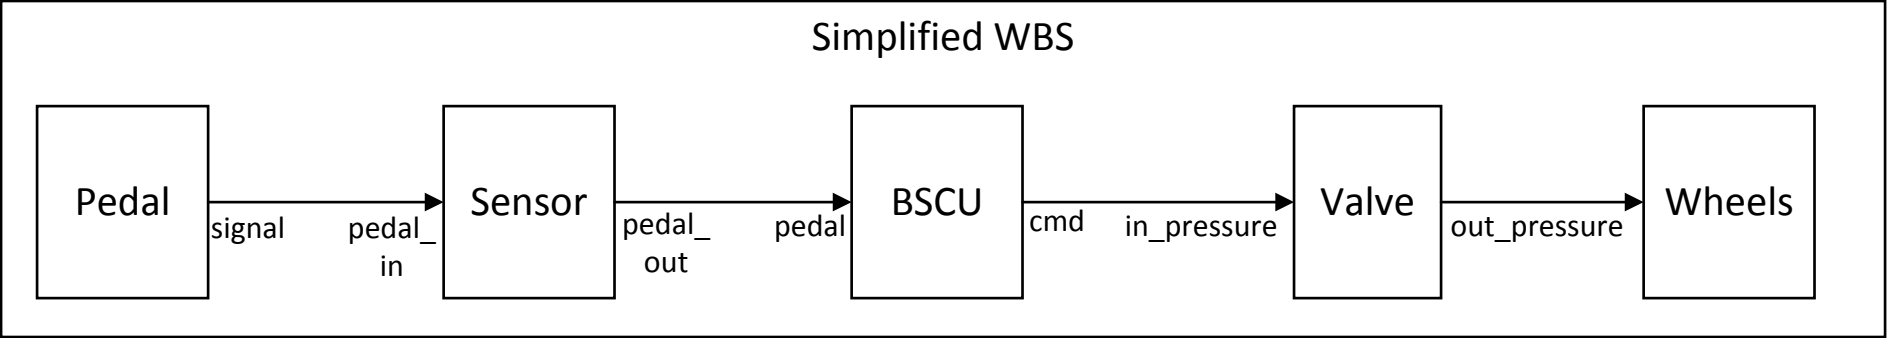 Simplified WBS
Pedal
Sensor
BSCU
Valve
Wheels
signal
pedal_
in
pedal_
out
pedal
cmd
in_pressure
out_pressure